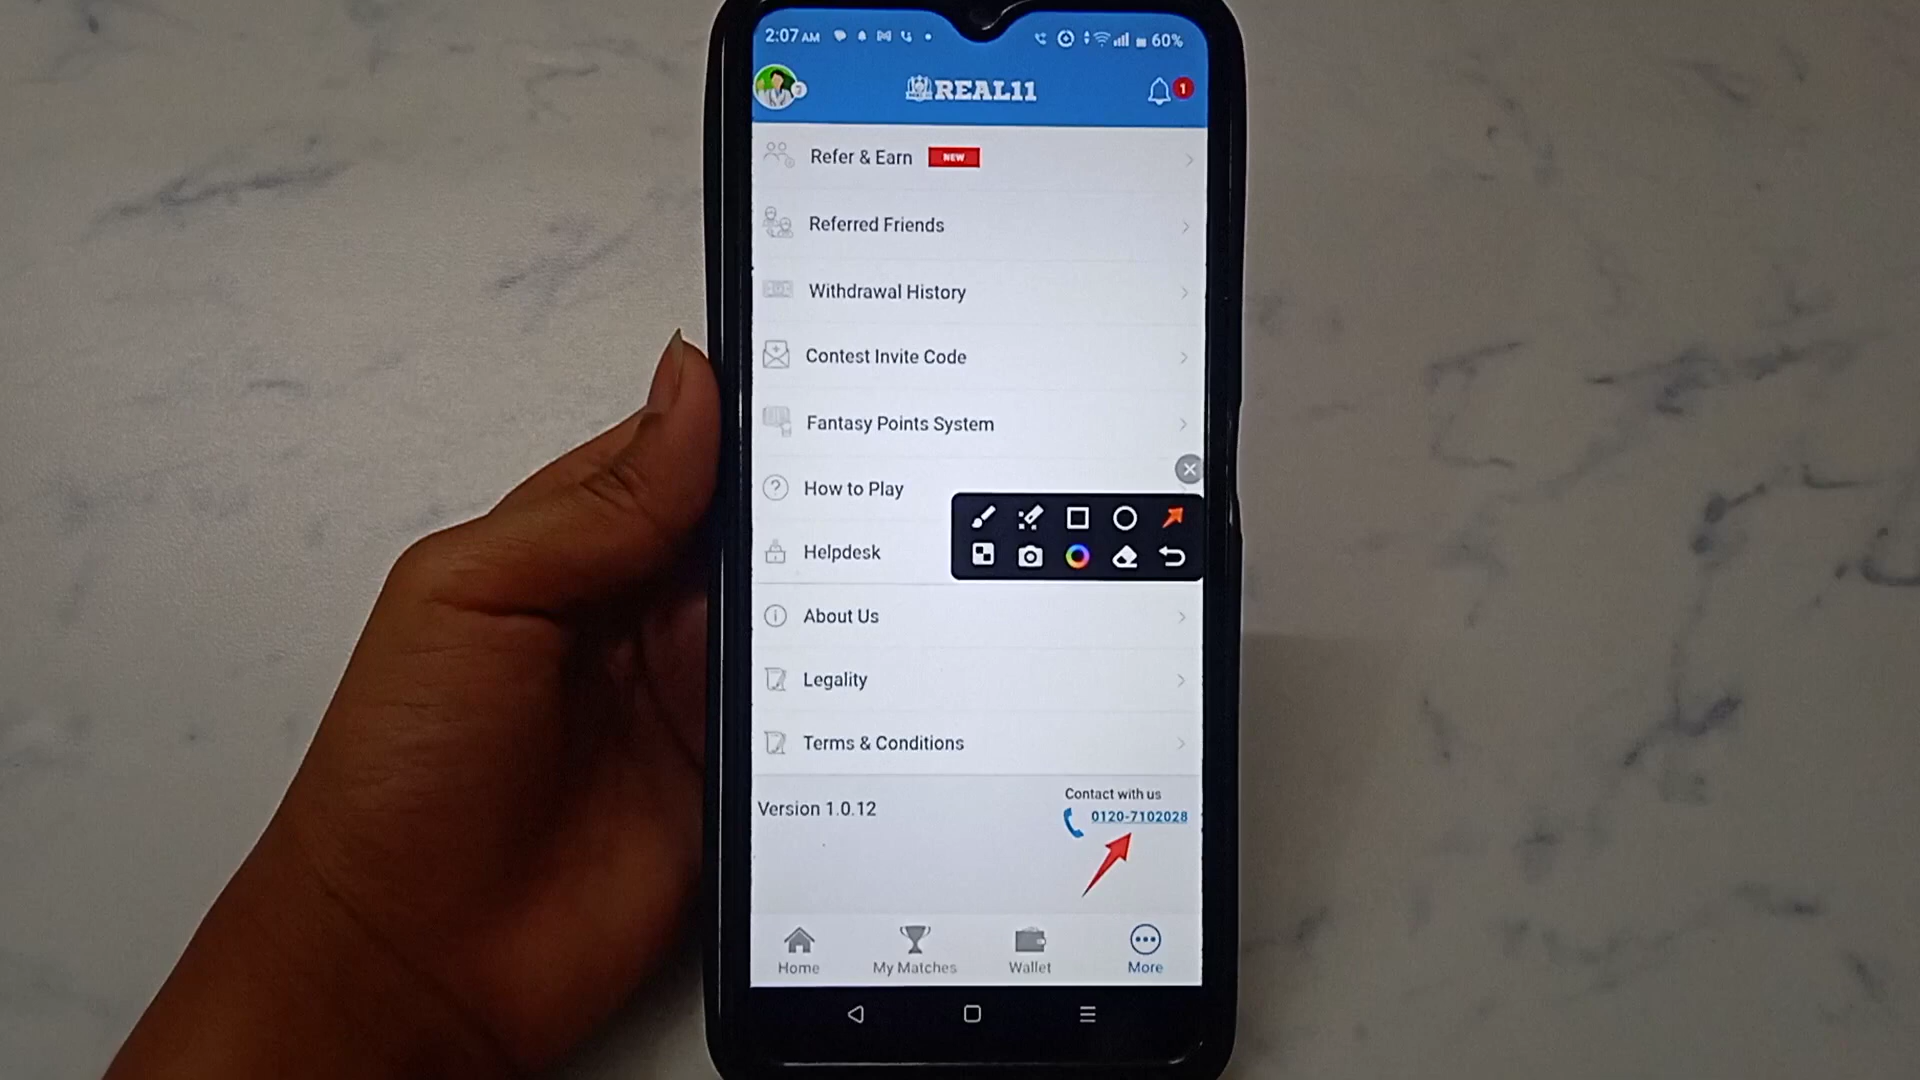 2:07 AM 60%
REAL11 1
Refer & Earn NEW
Referred Friends
Withdrawal History
Contest Invite Code
Fantasy Points System
How to Play
Helpdesk
About Us
Legality
Terms & Conditions
Version 1.0.12
Contact with us
0120-7102028
Home My Matches Wallet More